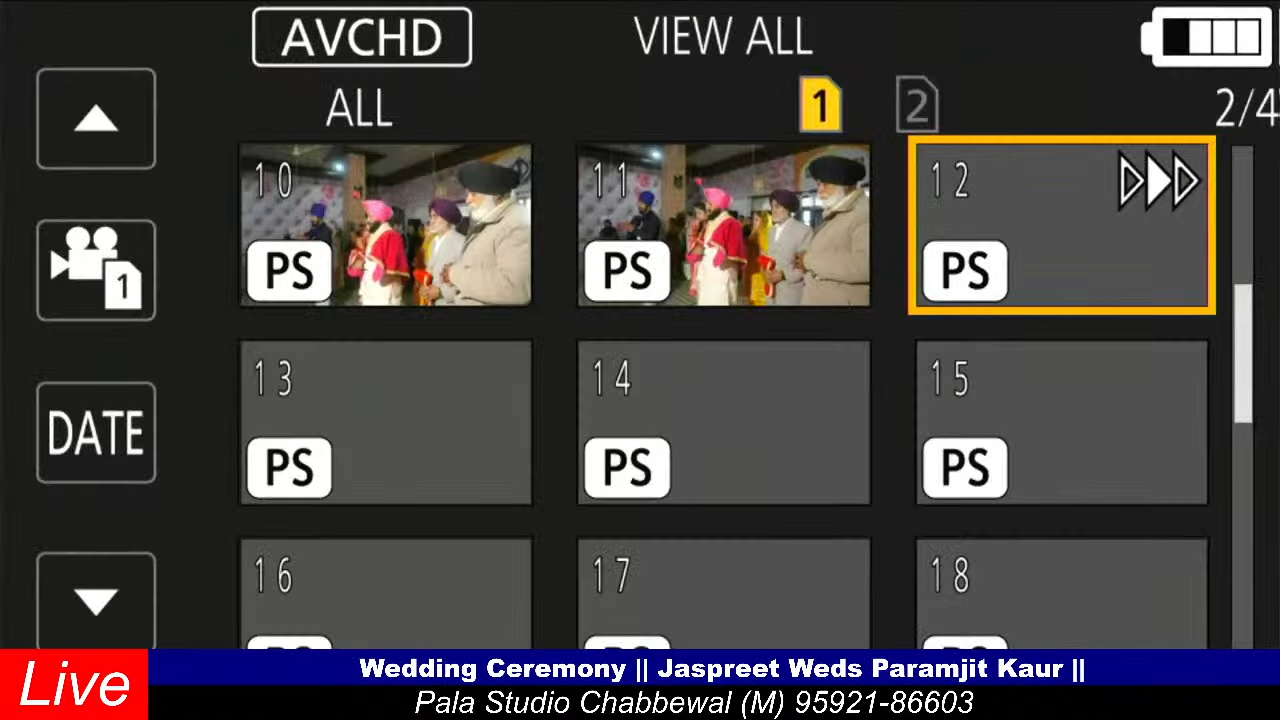 AVCHD
VIEW ALL
ALL
1
2
2/4
10
PS
11
PS
12
PS
1
DATE
13
PS
14
PS
15
PS
16
17
18
Live
Wedding Ceremony || Jaspreet Weds Paramjit Kaur ||
Pala Studio Chabbewal (M) 95921-86603